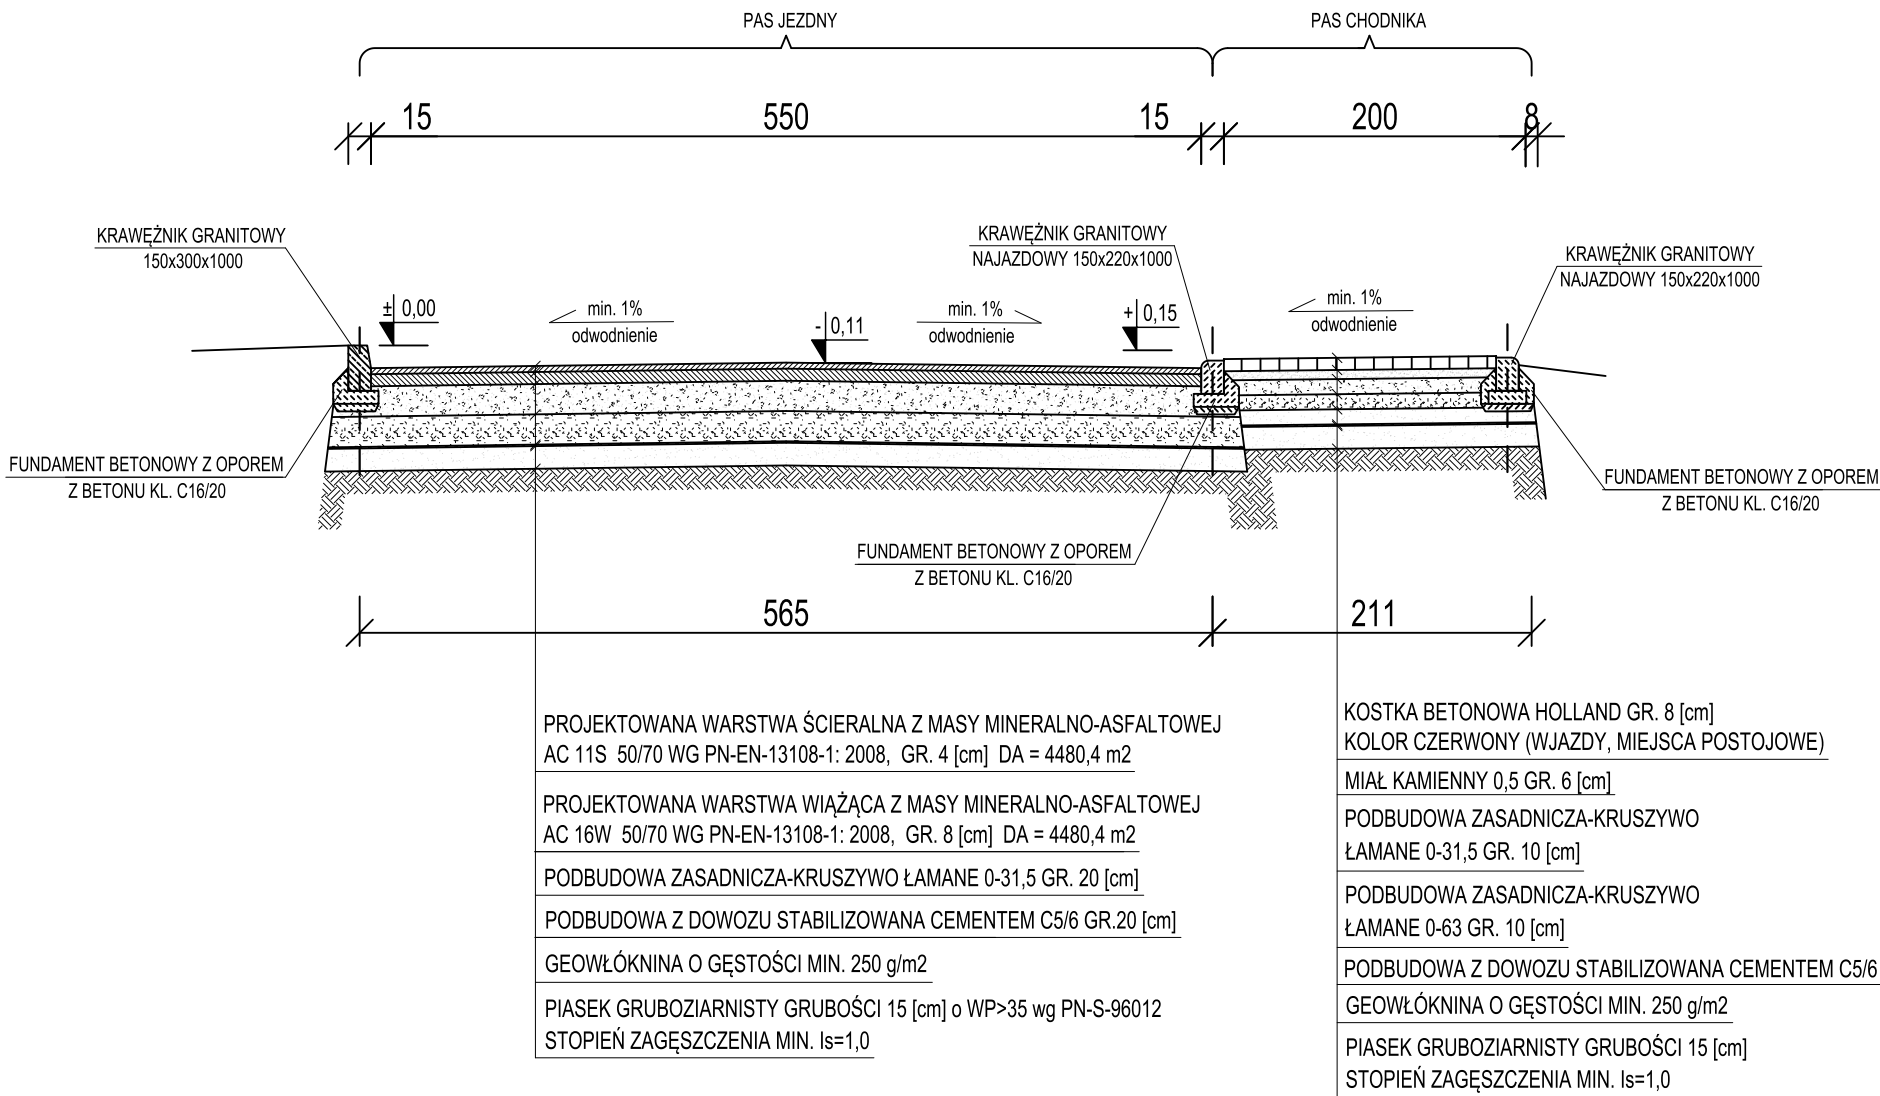 PAS JEZDNY
PAS CHODNIKA
15
550
15
200
8
KRAWĘŻNIK GRANITOWY
150x300x1000
KRAWĘŻNIK GRANITOWY
NAJAZDOWY 150x220x1000
KRAWĘŻNIK GRANITOWY
NAJAZDOWY 150x220x1000
± 0,00
min. 1%
odwodnienie
- 0,11
min. 1%
odwodnienie
+ 0,15
min. 1%
odwodnienie
FUNDAMENT BETONOWY Z OPOREM
Z BETONU KL. C16/20
FUNDAMENT BETONOWY Z OPOREM
Z BETONU KL. C16/20
FUNDAMENT BETONOWY Z OPOREM
Z BETONU KL. C16/20
565
211
PROJEKTOWANA WARSTWA ŚCIERALNA Z MASY MINERALNO-ASFALTOWEJ
AC 11S 50/70 WG PN-EN-13108-1: 2008, GR. 4 [cm] DA = 4480,4 m2
PROJEKTOWANA WARSTWA WIĄŻĄCA Z MASY MINERALNO-ASFALTOWEJ
AC 16W 50/70 WG PN-EN-13108-1: 2008, GR. 8 [cm] DA = 4480,4 m2
PODBUDOWA ZASADNICZA-KRUSZYWO ŁAMANE 0-31,5 GR. 20 [cm]
PODBUDOWA Z DOWOZU STABILIZOWANA CEMENTEM C5/6 GR.20 [cm]
GEOWŁÓKNINA O GĘSTOŚCI MIN. 250 g/m2
PIASEK GRUBOZIARNISTY GRUBOŚCI 15 [cm] o WP>35 wg PN-S-96012
STOPIEŃ ZAGĘSZCZENIA MIN. Is=1,0
KOSTKA BETONOWA HOLLAND GR. 8 [cm]
KOLOR CZERWONY (WJAZDY, MIEJSCA POSTOJOWE)
MIAŁ KAMIENNY 0,5 GR. 6 [cm]
PODBUDOWA ZASADNICZA-KRUSZYWO
ŁAMANE 0-31,5 GR. 10 [cm]
PODBUDOWA ZASADNICZA-KRUSZYWO
ŁAMANE 0-63 GR. 10 [cm]
PODBUDOWA Z DOWOZU STABILIZOWANA CEMENTEM C5/6
GEOWŁÓKNINA O GĘSTOŚCI MIN. 250 g/m2
PIASEK GRUBOZIARNISTY GRUBOŚCI 15 [cm]
STOPIEŃ ZAGĘSZCZENIA MIN. Is=1,0